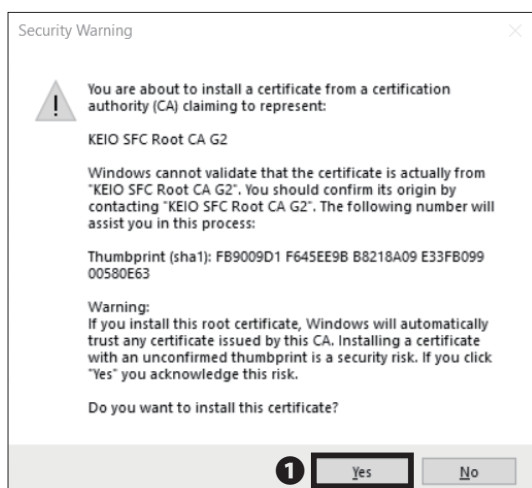 Security Warning
You are about to install a certificate from a certification
authority (CA) claiming to represent:
KEIO SFC Root CA G2
Windows cannot validate that the certificate is actually from
"KEIO SFC Root CA G2". You should confirm its origin by
contacting "KEIO SFC Root CA G2". The following number will
assist you in this process:
Thumbprint (sha1): FB9009D1 F645EE9B B8218A09 E33FB099
00580E63
Warning:
If you install this root certificate, Windows will automatically
trust any certificate issued by this CA. Installing a certificate
with an unconfirmed thumbprint is a security risk. If you click
"Yes" you acknowledge this risk.
Do you want to install this certificate?
1 Yes No